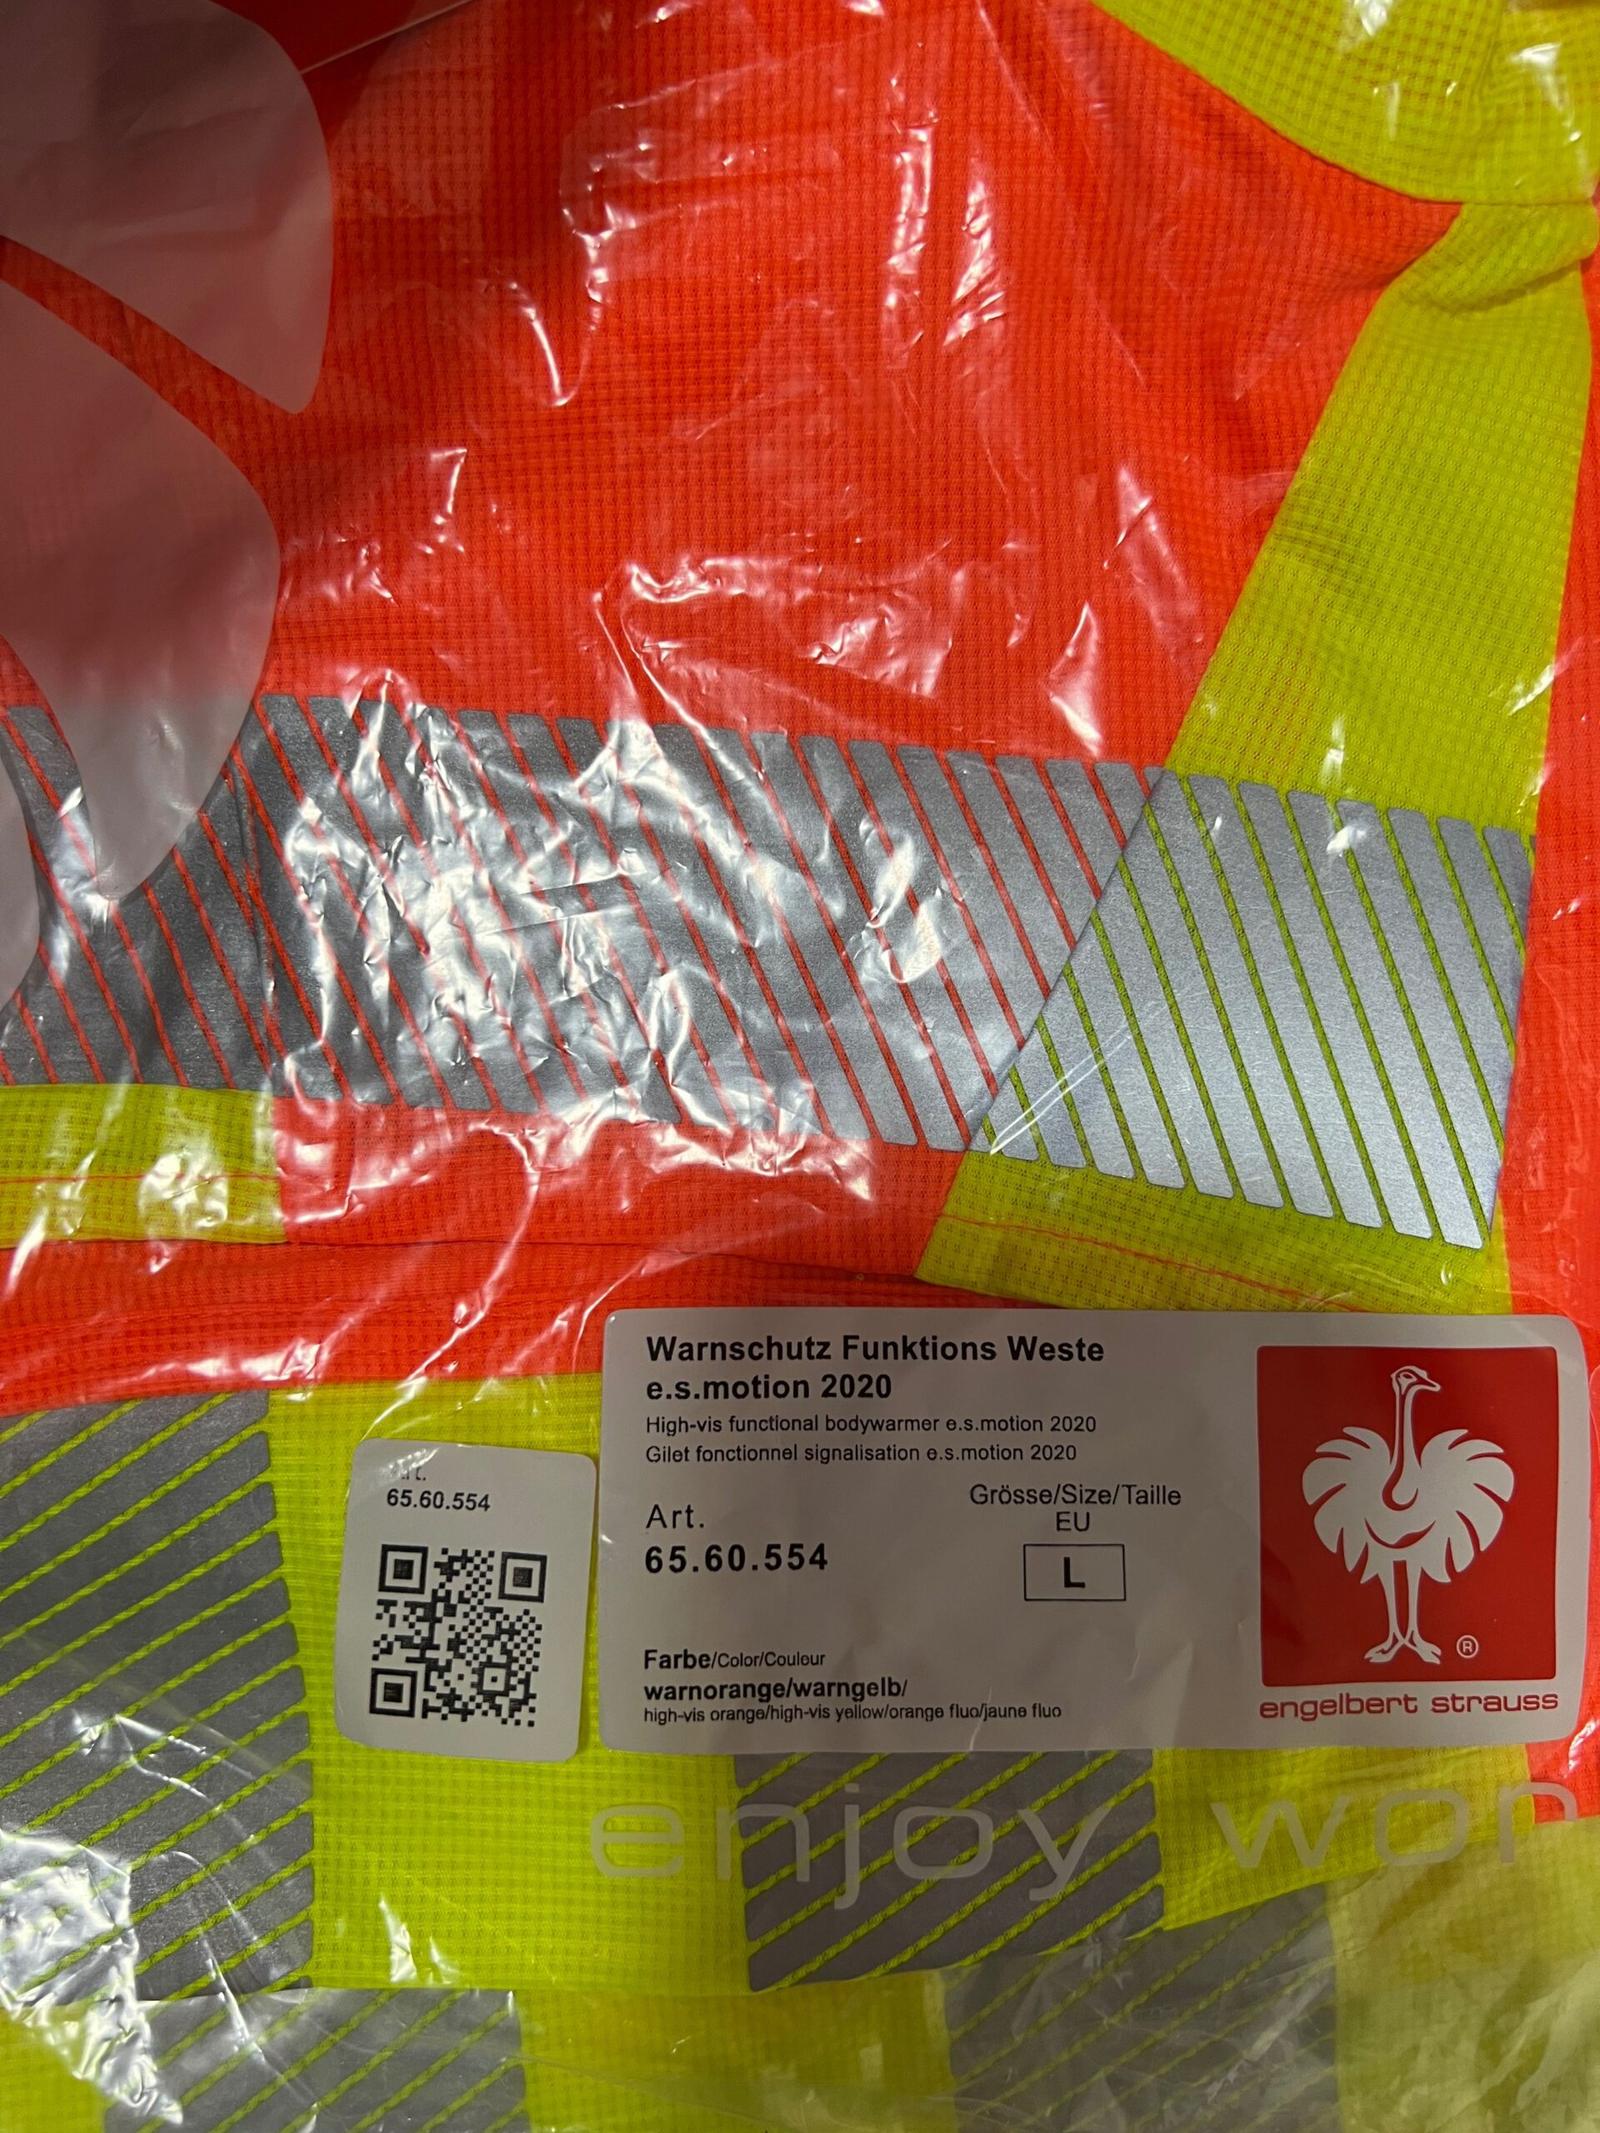 Warnschutz Funktions Weste
e.s.motion 2020
High-vis functional bodywarmer e.s.motion 2020
Gilet fonctionnel signalisation e.s.motion 2020
Art.
65.60.554
Grösse/Size/Taille
EU
L
Farbe/Color/Couleur
warnorange/warngelb/
high-vis orange/high-vis yellow/orange fluo/jaune fluo
®
engelbert strauss
Art.
65.60.554
enjoy wor